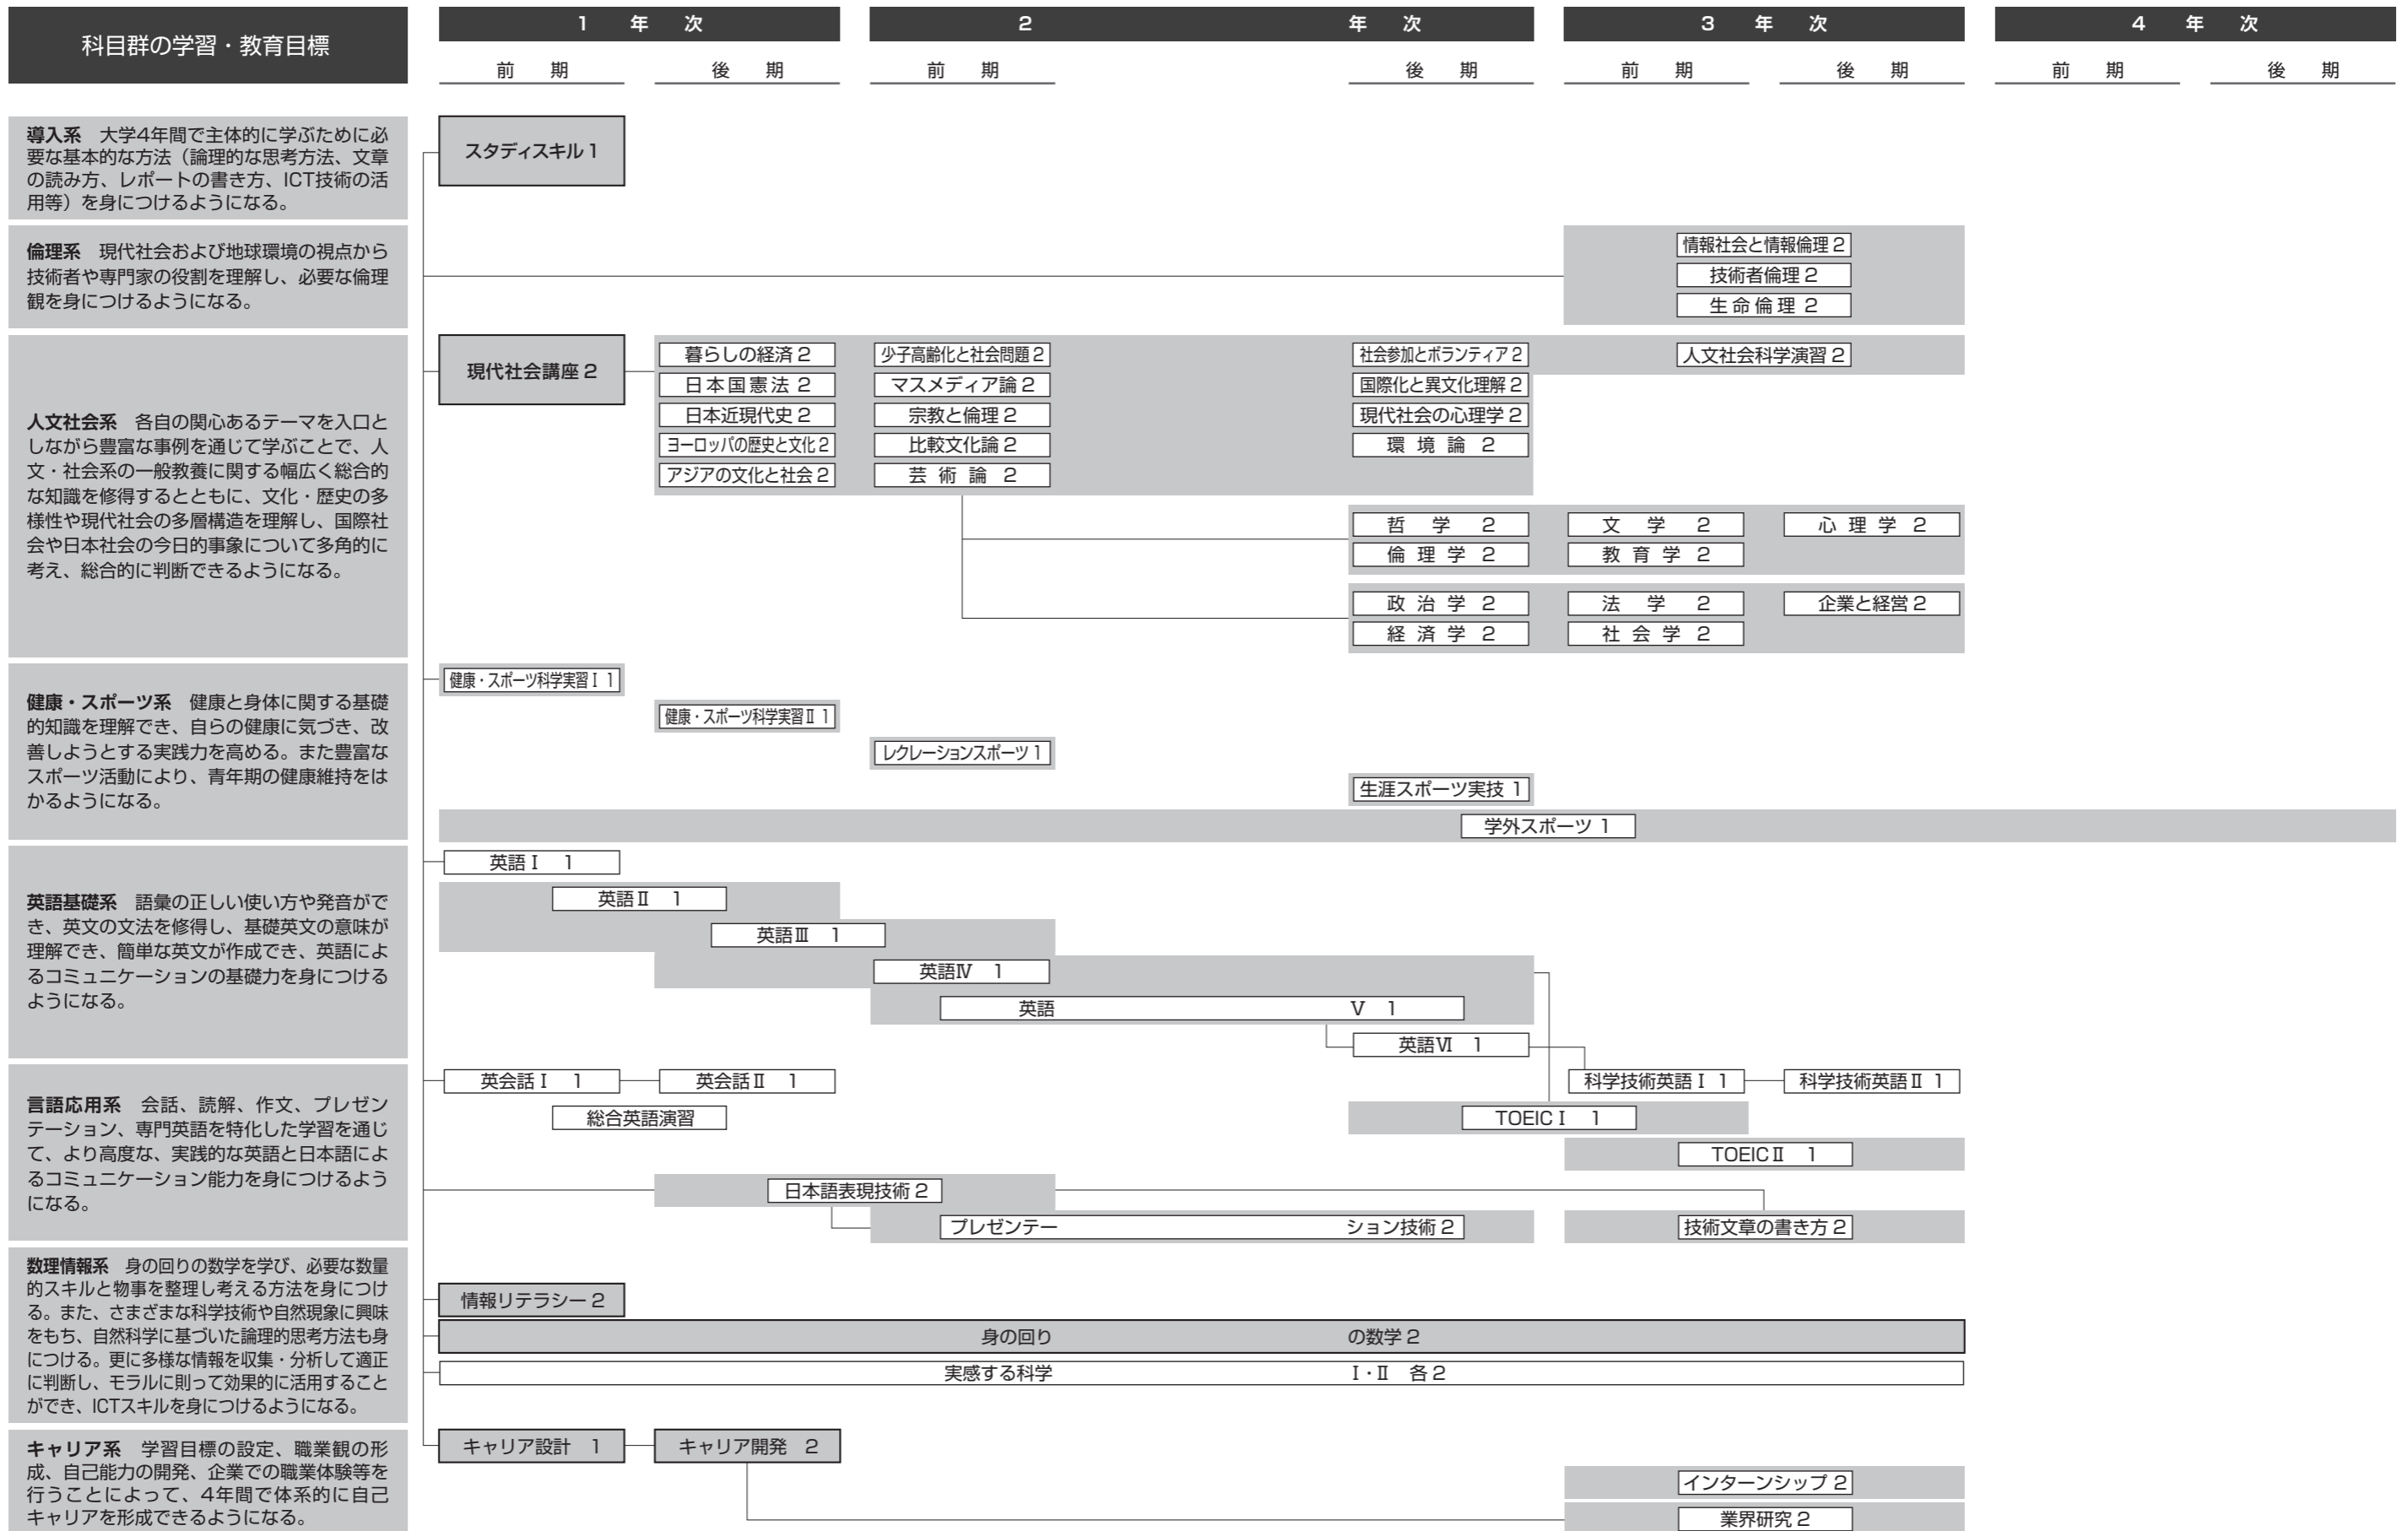 科目群の学習・教育目標
1 年 次
2 年 次
3 年 次
4 年 次
前 期
後 期
前 期
後 期
前 期
後 期
前 期
後 期
導入系 大学4年間で主体的に学ぶために必
要な基本的な方法（論理的な思考方法、文章
の読み方、レポートの書き方、ICT技術の活
用等）を身につけるようになる。
スタディスキル 1
倫理系 現代社会および地球環境の視点から
技術者や専門家の役割を理解し、必要な倫理
観を身につけるようになる。
情報社会と情報倫理 2
技術者倫理 2
生命倫理 2
人文社会系 各自の関心あるテーマを入口と
しながら豊富な事例を通じて学ぶことで、人
文・社会系の一般教養に関する幅広く総合的
な知識を修得するとともに、文化・歴史の多
様性や現代社会の多層構造を理解し、国際社
会や日本社会の今日的事象について多角的に
考え、総合的に判断できるようになる。
現代社会講座 2
暮らしの経済 2
日本国憲法 2
日本近現代史 2
ヨーロッパの歴史と文化 2
アジアの文化と社会 2
少子高齢化と社会問題 2
マスメディア論 2
宗教と倫理 2
比較文化論 2
芸術論 2
社会参加とボランティア 2
国際化と異文化理解 2
現代社会の心理学 2
環境論 2
人文社会科学演習 2
哲学 2
倫理学 2
文学 2
教育学 2
心理学 2
政治学 2
経済学 2
法学 2
社会学 2
企業と経営 2
健康・スポーツ系 健康と身体に関する基礎
的知識を理解でき、自らの健康に気づき、改
善しようとする実践力を高める。また豊富な
スポーツ活動により、青年期の健康維持をは
かるようになる。
健康・スポーツ科学実習Ⅰ 1
健康・スポーツ科学実習Ⅱ 1
レクレーションスポーツ 1
生涯スポーツ実技 1
学外スポーツ 1
英語基礎系 語彙の正しい使い方や発音がで
き、英文の文法を修得し、基礎英文の意味が
理解でき、簡単な英文が作成でき、英語によ
るコミュニケーションの基礎力を身につける
ようになる。
英語Ⅰ 1
英語Ⅱ 1
英語Ⅲ 1
英語Ⅳ 1
英語 Ⅴ 1
英語Ⅵ 1
言語応用系 会話、読解、作文、プレゼン
テーション、専門英語を特化した学習を通じ
て、より高度な、実践的な英語と日本語によ
るコミュニケーション能力を身につけるよう
になる。
英会話Ⅰ 1
英会話Ⅱ 1
科学技術英語Ⅰ 1
科学技術英語Ⅱ 1
総合英語演習
TOEICⅠ 1
TOEICⅡ 1
日本語表現技術 2
プレゼンテー ション技術 2
技術文章の書き方 2
数理情報系 身の回りの数学を学び、必要な数量
的スキルと物事を整理し考える方法を身につけ
る。また、さまざまな科学技術や自然現象に興味
をもち、自然科学に基づいた論理的思考方法も身
につける。更に多様な情報を収集・分析して適正
に判断し、モラルに則って効果的に活用すること
ができ、ICTスキルを身につけるようになる。
情報リテラシー 2
身の回り の数学 2
実感する科学 Ⅰ・Ⅱ 各 2
キャリア系 学習目標の設定、職業観の形
成、自己能力の開発、企業での職業体験等を
行うことによって、4年間で体系的に自己
キャリアを形成できるようになる。
キャリア設計 1
キャリア開発 2
インターンシップ 2
業界研究 2